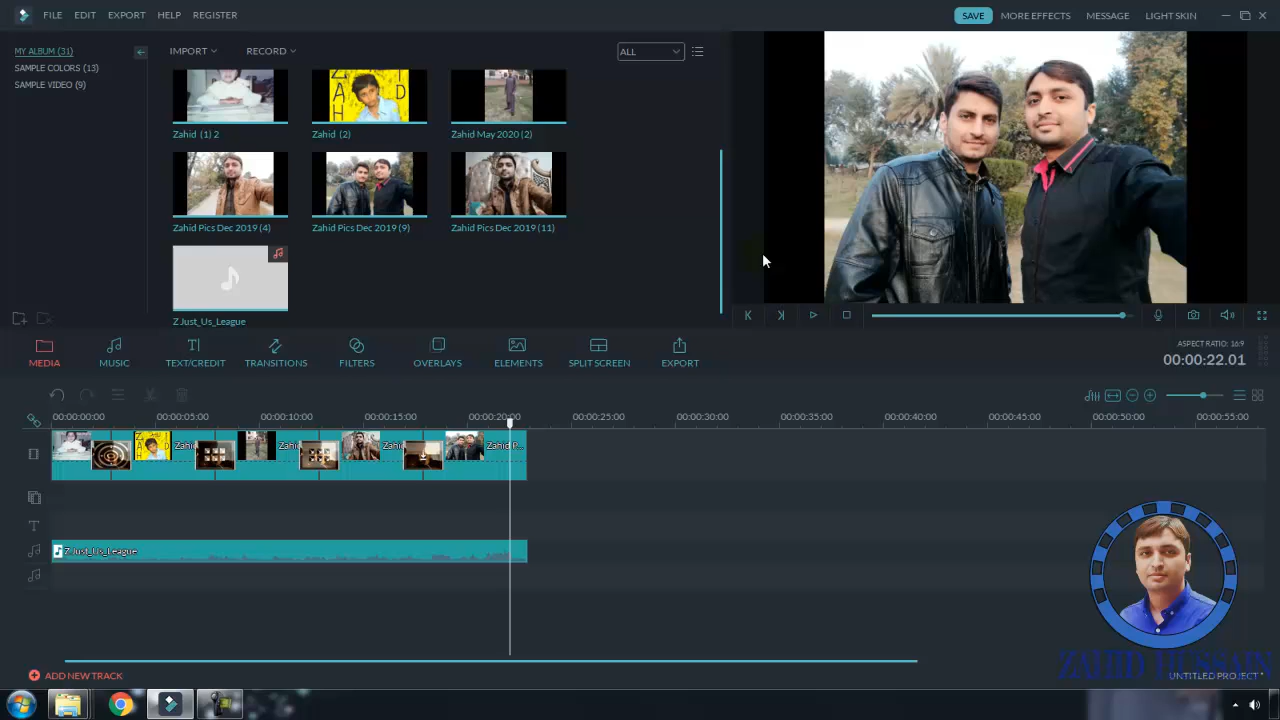 FILE EDIT EXPORT HELP REGISTER SAVE MORE EFFECTS MESSAGE LIGHT SKIN
MY ALBUM (31)
SAMPLE COLORS (13)
SAMPLE VIDEO (9)
IMPORT RECORD ALL
ZAHID
Zahid (1) 2 Zahid (2) Zahid May 2020 (2)
Zahid Pics Dec 2019 (4) Zahid Pics Dec 2019 (9) Zahid Pics Dec 2019 (11)
Z.Just_Us_League
MEDIA MUSIC TEXT/CREDIT TRANSITIONS FILTERS OVERLAYS ELEMENTS SPLIT SCREEN EXPORT
ASPECT RATIO: 16:9
00:00:22.01
00:00:00:00 00:00:05:00 00:00:10:00 00:00:15:00 00:00:20:00 00:00:25:00 00:00:30:00 00:00:35:00 00:00:40:00 00:00:45:00 00:00:50:00 00:00:55:00
Zahid P...
Z.Just_Us_League
ZAHID HUSSAIN
ADD NEW TRACK
UNTITLED PROJECT*